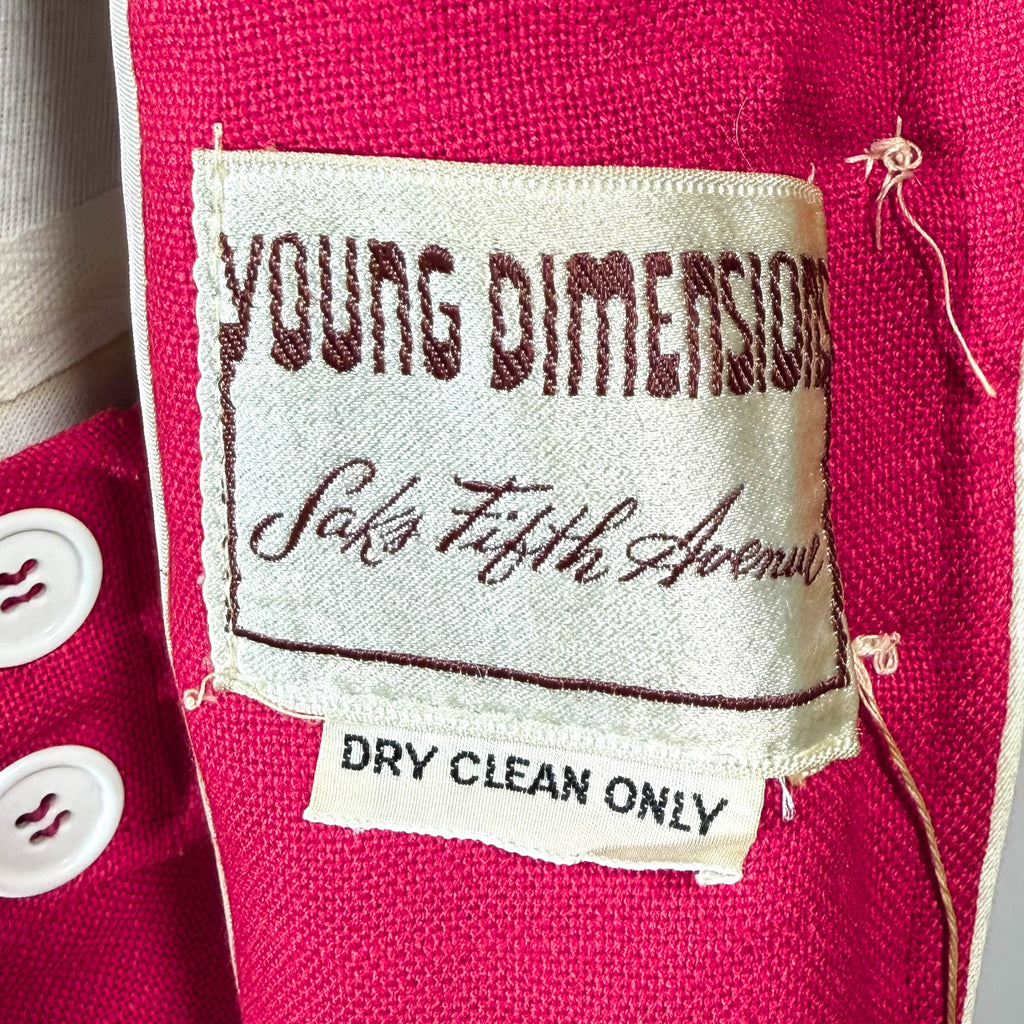 YOUNG DIMENSIONS
Saks Fifth Avenue
DRY CLEAN ONLY